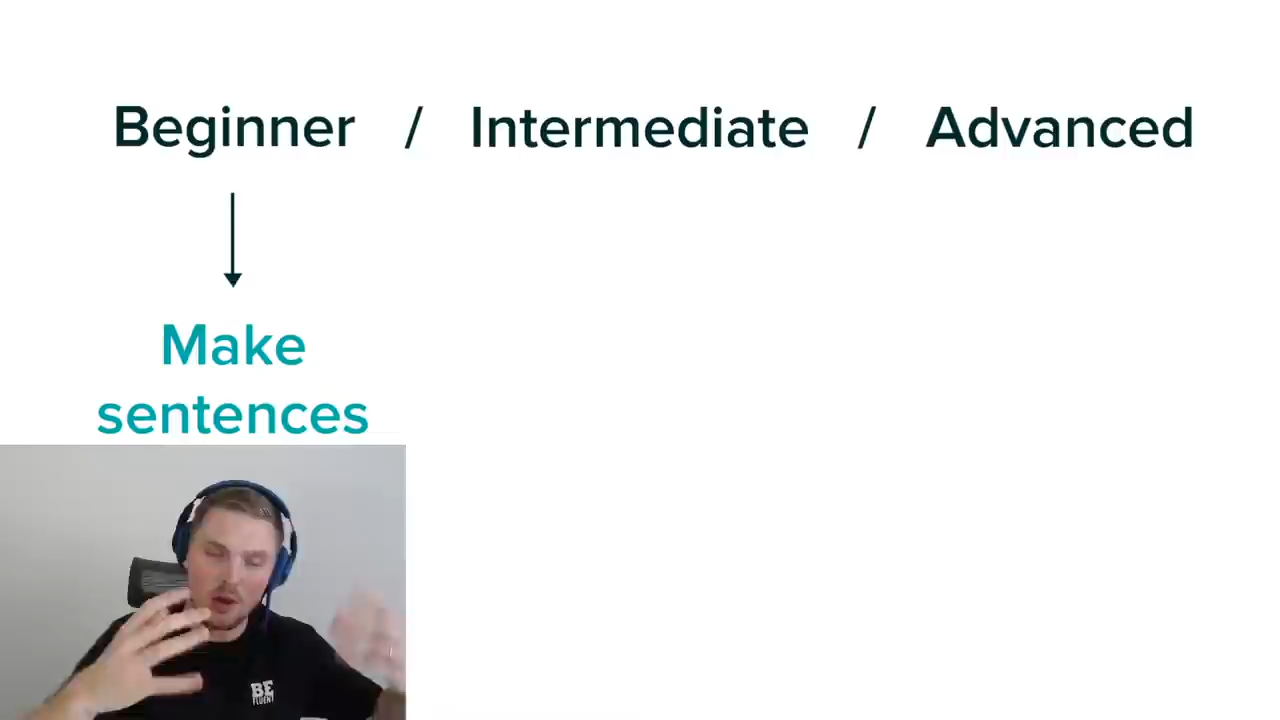 Beginner / Intermediate / Advanced
Make
sentences
BE
FLUENT